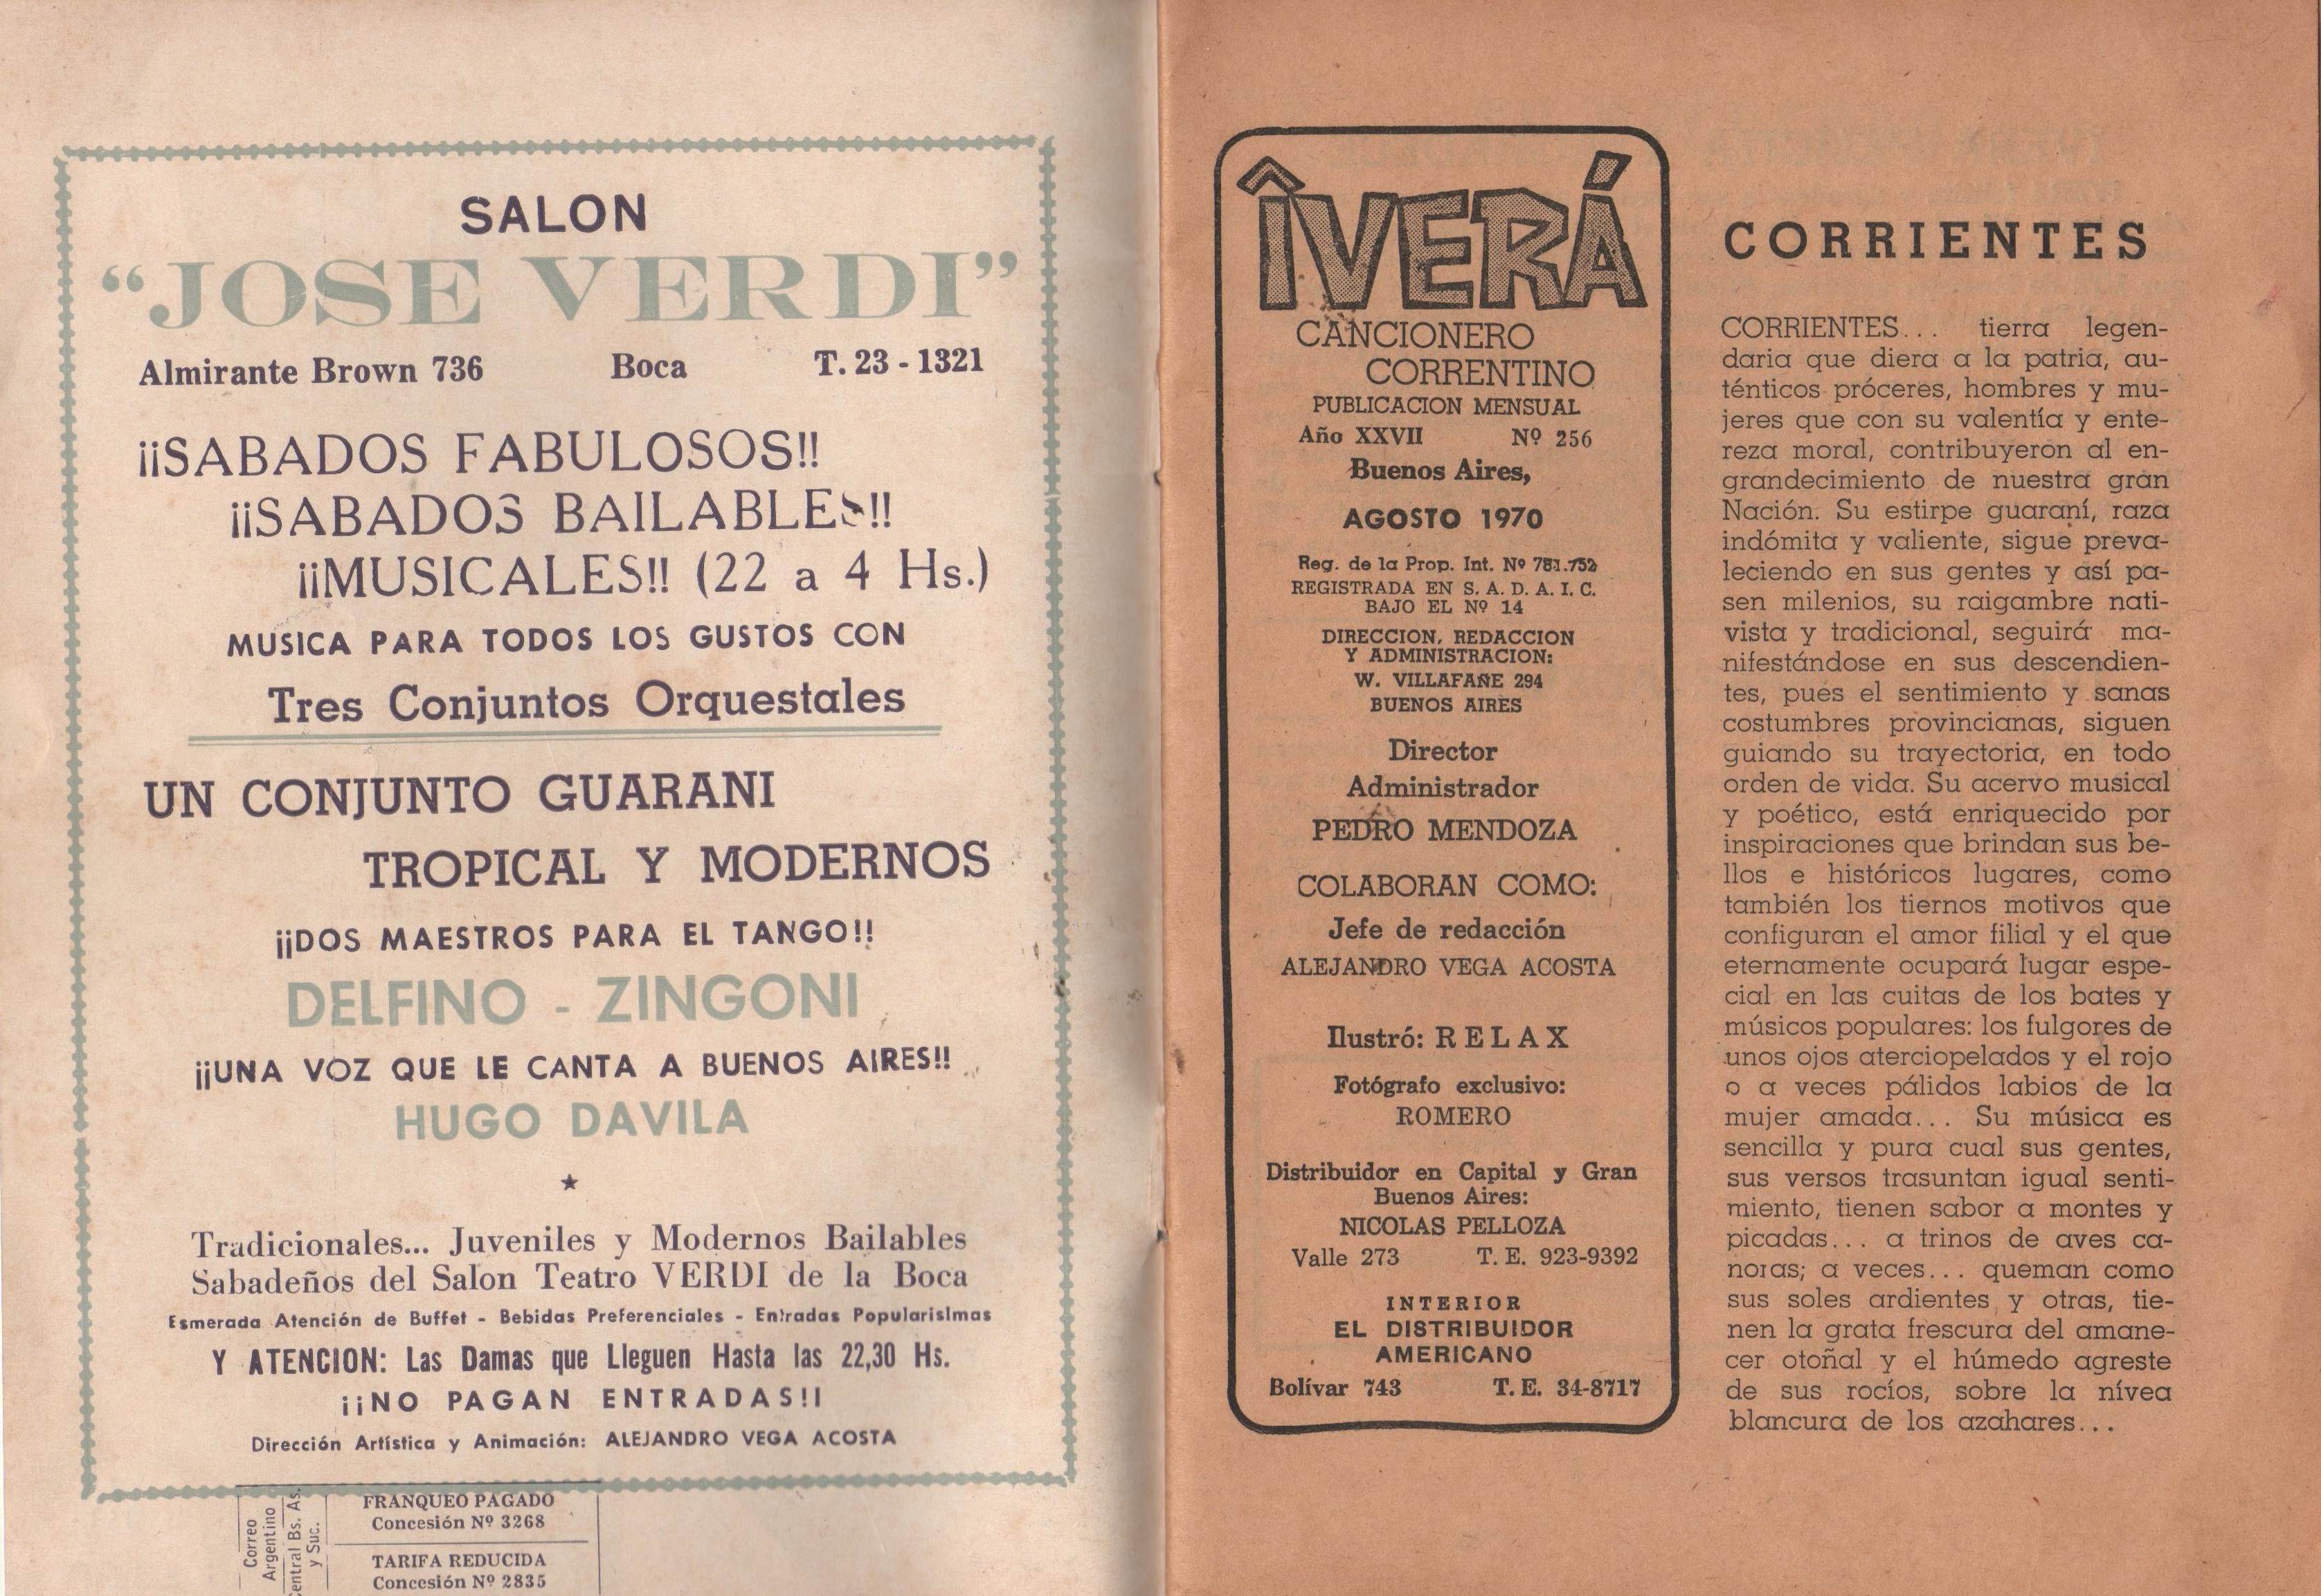 SALON
“JOSE VERDI”
Almirante Brown 736 Boca T. 23 - 1321
¡¡SABADOS FABULOSOS!!
¡¡SABADOS BAILABLES!!
¡¡MUSICALES!! (22 a 4 Hs.)
MUSICA PARA TODOS LOS GUSTOS CON
Tres Conjuntos Orquestales
UN CONJUNTO GUARANI
TROPICAL Y MODERNOS
¡¡DOS MAESTROS PARA EL TANGO!!
DELFINO - ZINGONI
¡¡UNA VOZ QUE LE CANTA A BUENOS AIRES!!
HUGO DAVILA
★
Tradicionales... Juveniles y Modernos Bailables
Sabadeños del Salon Teatro VERDI de la Boca
Esmerada Atención de Buffet - Bebidas Preferenciales - Entradas Popularisimas
Y ATENCION: Las Damas que Lleguen Hasta las 22,30 Hs.
¡¡NO PAGAN ENTRADAS!!
Dirección Artística y Animación: ALEJANDRO VEGA ACOSTA
Correo
Argentino
Central Bs. As.
y Suc.
FRANQUEO PAGADO
Concesión Nº 3268
TARIFA REDUCIDA
Concesión Nº 2835
ÎVERÁ
CANCIONERO
CORRENTINO
PUBLICACION MENSUAL
Año XXVII Nº 256
Buenos Aires,
AGOSTO 1970
Reg. de la Prop. Int. Nº 781.752
REGISTRADA EN S. A. D. A. I. C.
BAJO EL Nº 14
DIRECCION, REDACCION
Y ADMINISTRACION:
W. VILLAFAÑE 294
BUENOS AIRES
Director
Administrador
PEDRO MENDOZA
COLABORAN COMO:
Jefe de redacción
ALEJANDRO VEGA ACOSTA
Ilustró: RELAX
Fotógrafo exclusivo:
ROMERO
Distribuidor en Capital y Gran
Buenos Aires:
NICOLAS PELLOZA
Valle 273 T. E. 923-9392
INTERIOR
EL DISTRIBUIDOR
AMERICANO
Bolívar 743 T. E. 34-8717
CORRIENTES
CORRIENTES... tierra legen-
daria que diera a la patria, au-
ténticos próceres, hombres y mu-
jeres que con su valentía y ente-
reza moral, contribuyeron al en-
grandecimiento de nuestra gran
Nación. Su estirpe guaraní, raza
indómita y valiente, sigue preva-
leciendo en sus gentes y así pa-
sen milenios, su raigambre nati-
vista y tradicional, seguirá ma-
nifestándose en sus descendien-
tes, pues el sentimiento y sanas
costumbres provincianas, siguen
guiando su trayectoria, en todo
orden de vida. Su acervo musical
y poético, está enriquecido por
inspiraciones que brindan sus be-
llos e históricos lugares, como
también los tiernos motivos que
configuran el amor filial y el que
eternamente ocupará lugar espe-
cial en las cuitas de los bates y
músicos populares: los fulgores de
unos ojos aterciopelados y el rojo
o a veces pálidos labios de la
mujer amada... Su música es
sencilla y pura cual sus gentes,
sus versos trasuntan igual senti-
miento, tienen sabor a montes y
picadas... a trinos de aves ca-
noras; a veces... queman como
sus soles ardientes y otras, tie-
nen la grata frescura del amane-
cer otoñal y el húmedo agreste
de sus rocíos, sobre la nívea
blancura de los azahares...